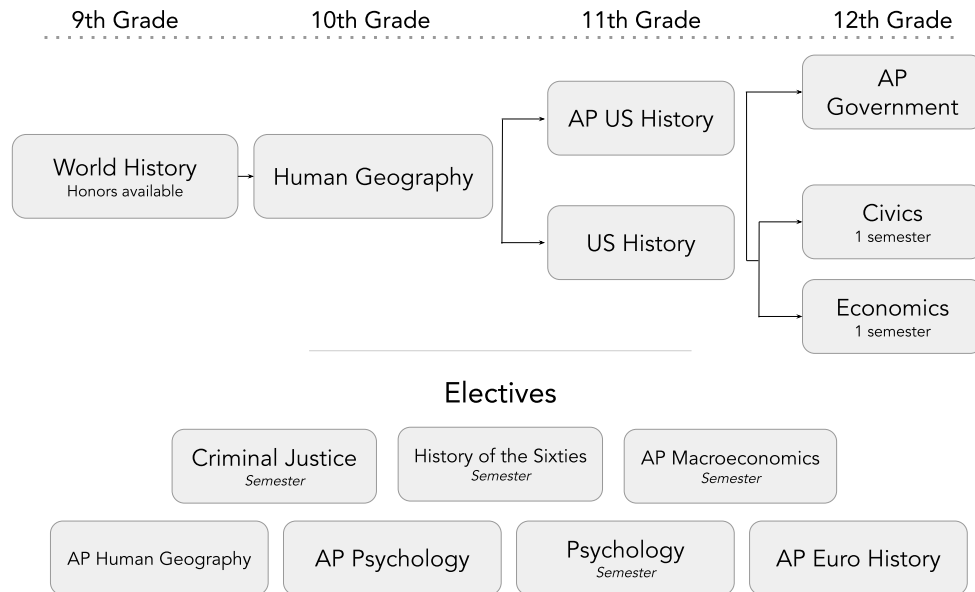 9th Grade
10th Grade
11th Grade
12th Grade
World History
Honors available
Human Geography
AP US History
US History
AP
Government
Civics
1 semester
Economics
1 semester
Electives
Criminal Justice
Semester
History of the Sixties
Semester
AP Macroeconomics
Semester
AP Human Geography
AP Psychology
Psychology
Semester
AP Euro History